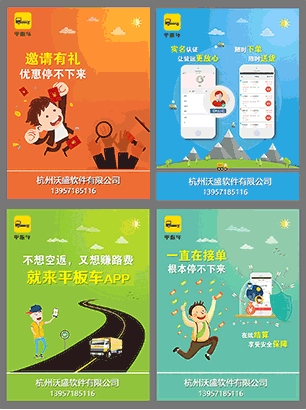 平板车
邀请有礼
优惠停不下来
杭州沃盛软件有限公司
13957185116
平板车
实名认证
让货运更放心
随时下单
随时送货
杭州沃盛软件有限公司
13957185116
平板车
不想空返，又想赚路费
就来平板车APP
杭州沃盛软件有限公司
13957185116
平板车
一直在接单
根本停不下来
在线结算
享受安全保障
杭州沃盛软件有限公司
13957185116